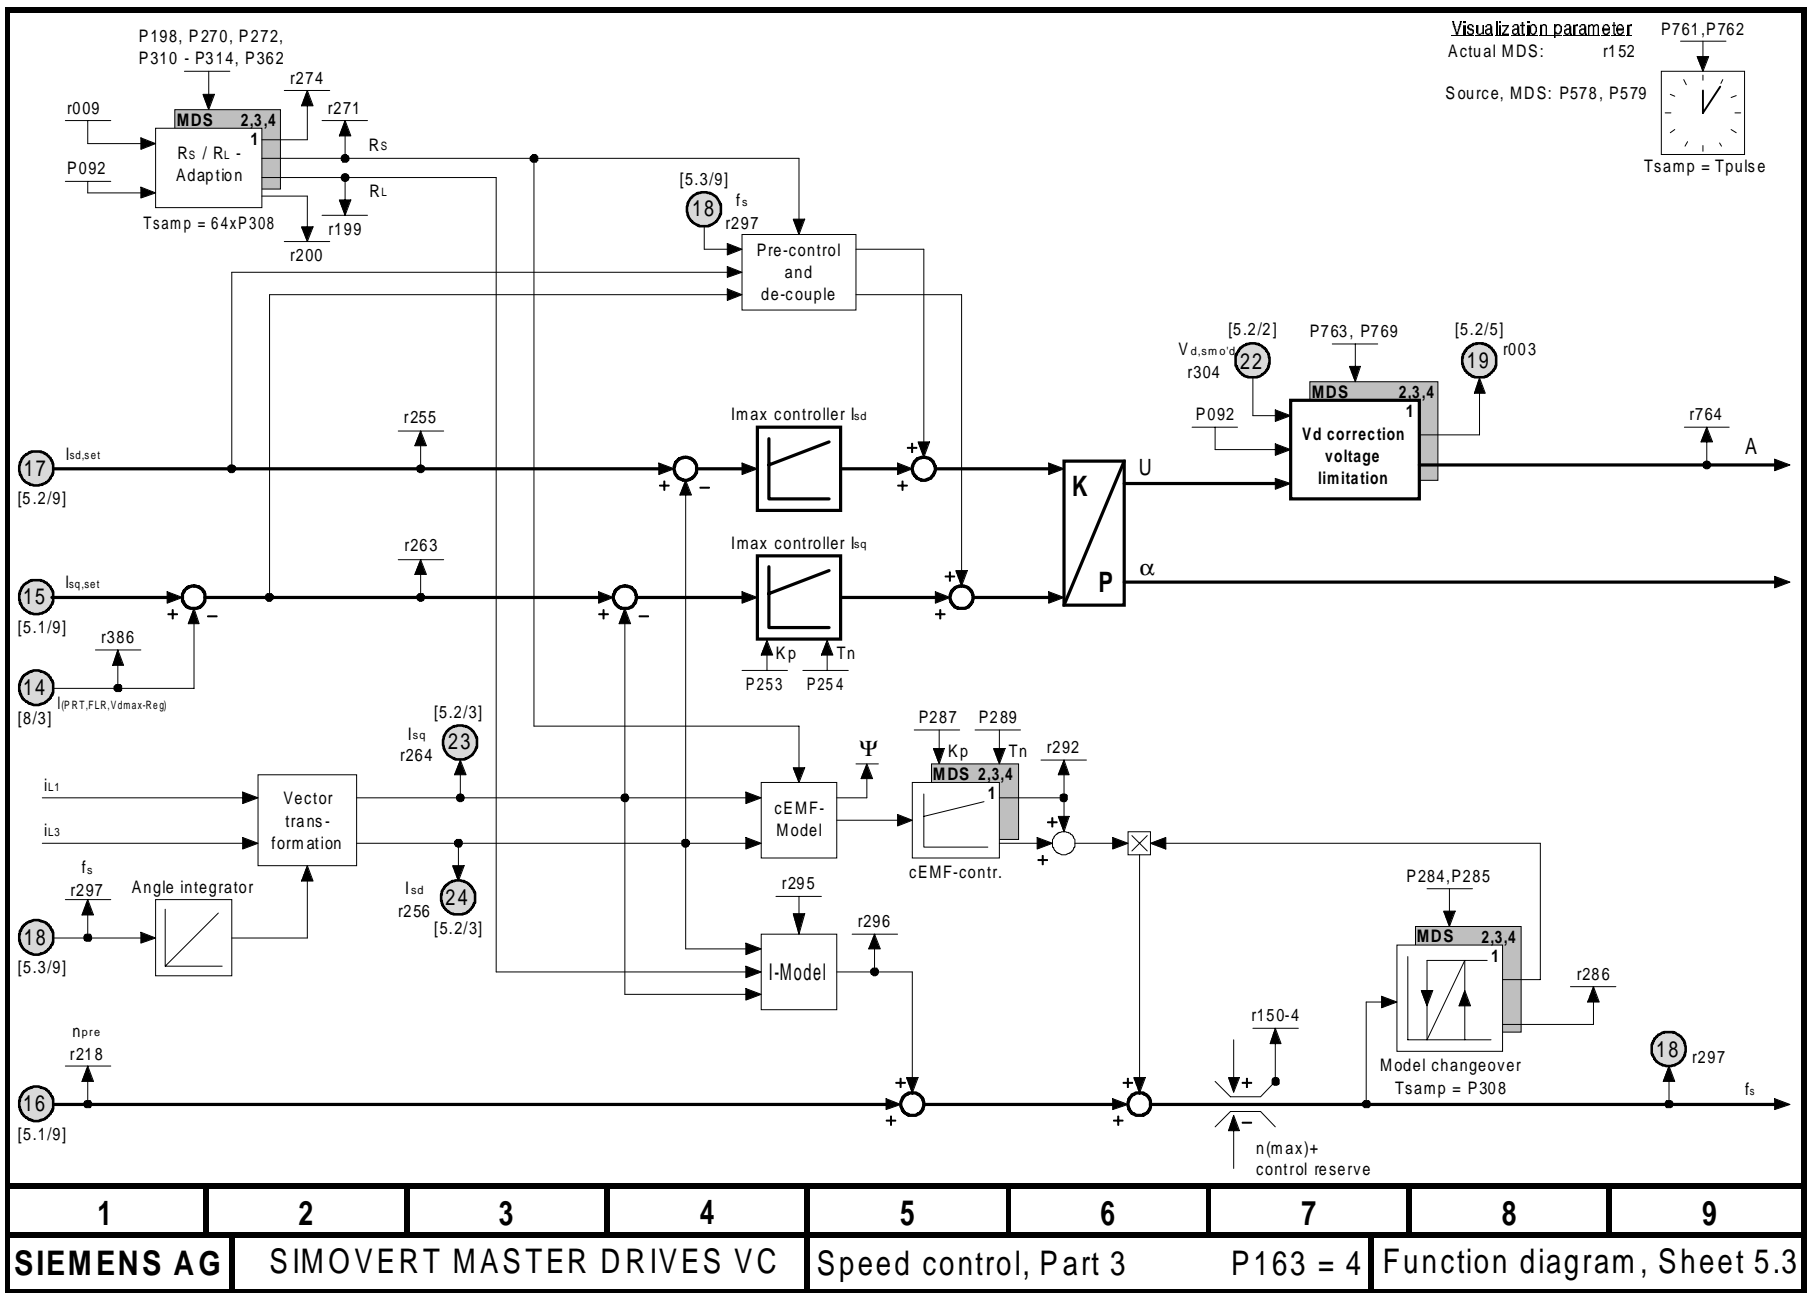 P198, P270, P272,
P310 - P314, P362
r009
P092
MDS 2,3,4
1
RS / RL -
Adaption
Tsamp = 64xP308
r274
r271
RS
RL
r199
r200
Visualization parameter
Actual MDS: r152
Source, MDS: P578, P579
P761,P762
Tsamp = Tpulse
[5.3/9]
18
fs
r297
Pre-control
and
de-couple
17
Isd,set
[5.2/9]
r255
+
−
Imax controller Isd
+
+
K
P
U
α
[5.2/2]
Vd,smo'd
22
r304
P092
P763, P769
MDS 2,3,4
1
Vd correction
voltage
limitation
[5.2/5]
19
r003
r764
A
15
Isq,set
[5.1/9]
+
−
r263
+
−
Imax controller Isq
Kp
Tn
P253
P254
+
+
r386
14
I(PRT,FLR,Vdmax-Reg)
[8/3]
iL1
iL3
Vector
trans-
formation
[5.2/3]
Isq
23
r264
Isd
24
r256
[5.2/3]
fs
r297
18
[5.3/9]
Angle integrator
cEMF-
Model
Ψ
P287
P289
Kp
Tn
MDS 2,3,4
1
cEMF-contr.
r292
+
+
r295
I-Model
r296
P284,P285
MDS 2,3,4
1
Model changeover
Tsamp = P308
r286
npre
r218
16
[5.1/9]
+
+
+
+
r150-4
+
−
n(max)+
control reserve
18
r297
fs
1 2 3 4 5 6 7 8 9
SIEMENS AG SIMOVERT MASTER DRIVES VC Speed control, Part 3 P163 = 4 Function diagram, Sheet 5.3